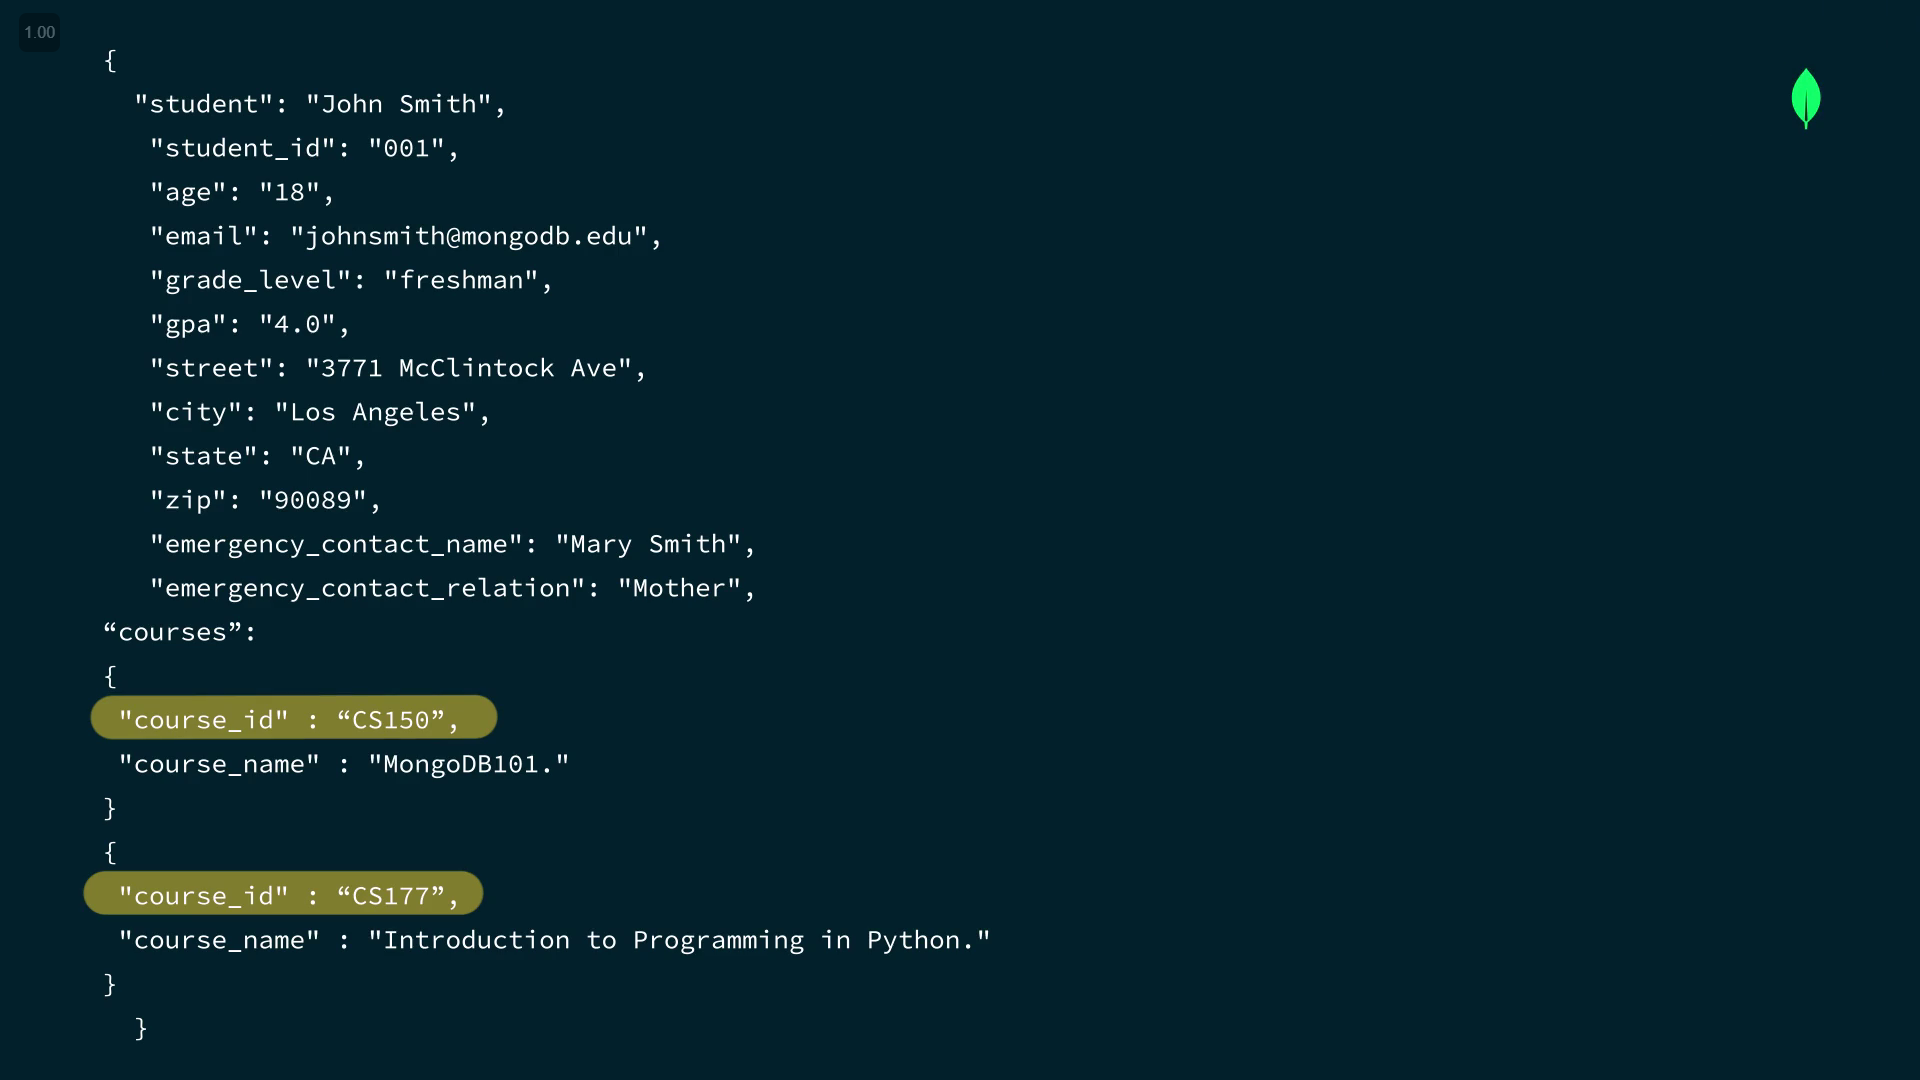 1.00
{
"student": "John Smith",
"student_id": "001",
"age": "18",
"email": "johnsmith@mongodb.edu",
"grade_level": "freshman",
"gpa": "4.0",
"street": "3771 McClintock Ave",
"city": "Los Angeles",
"state": "CA",
"zip": "90089",
"emergency_contact_name": "Mary Smith",
"emergency_contact_relation": "Mother",
“courses”:
{
"course_id" : “CS150”,
"course_name" : "MongoDB101."
}
{
"course_id" : “CS177”,
"course_name" : "Introduction to Programming in Python."
}
}